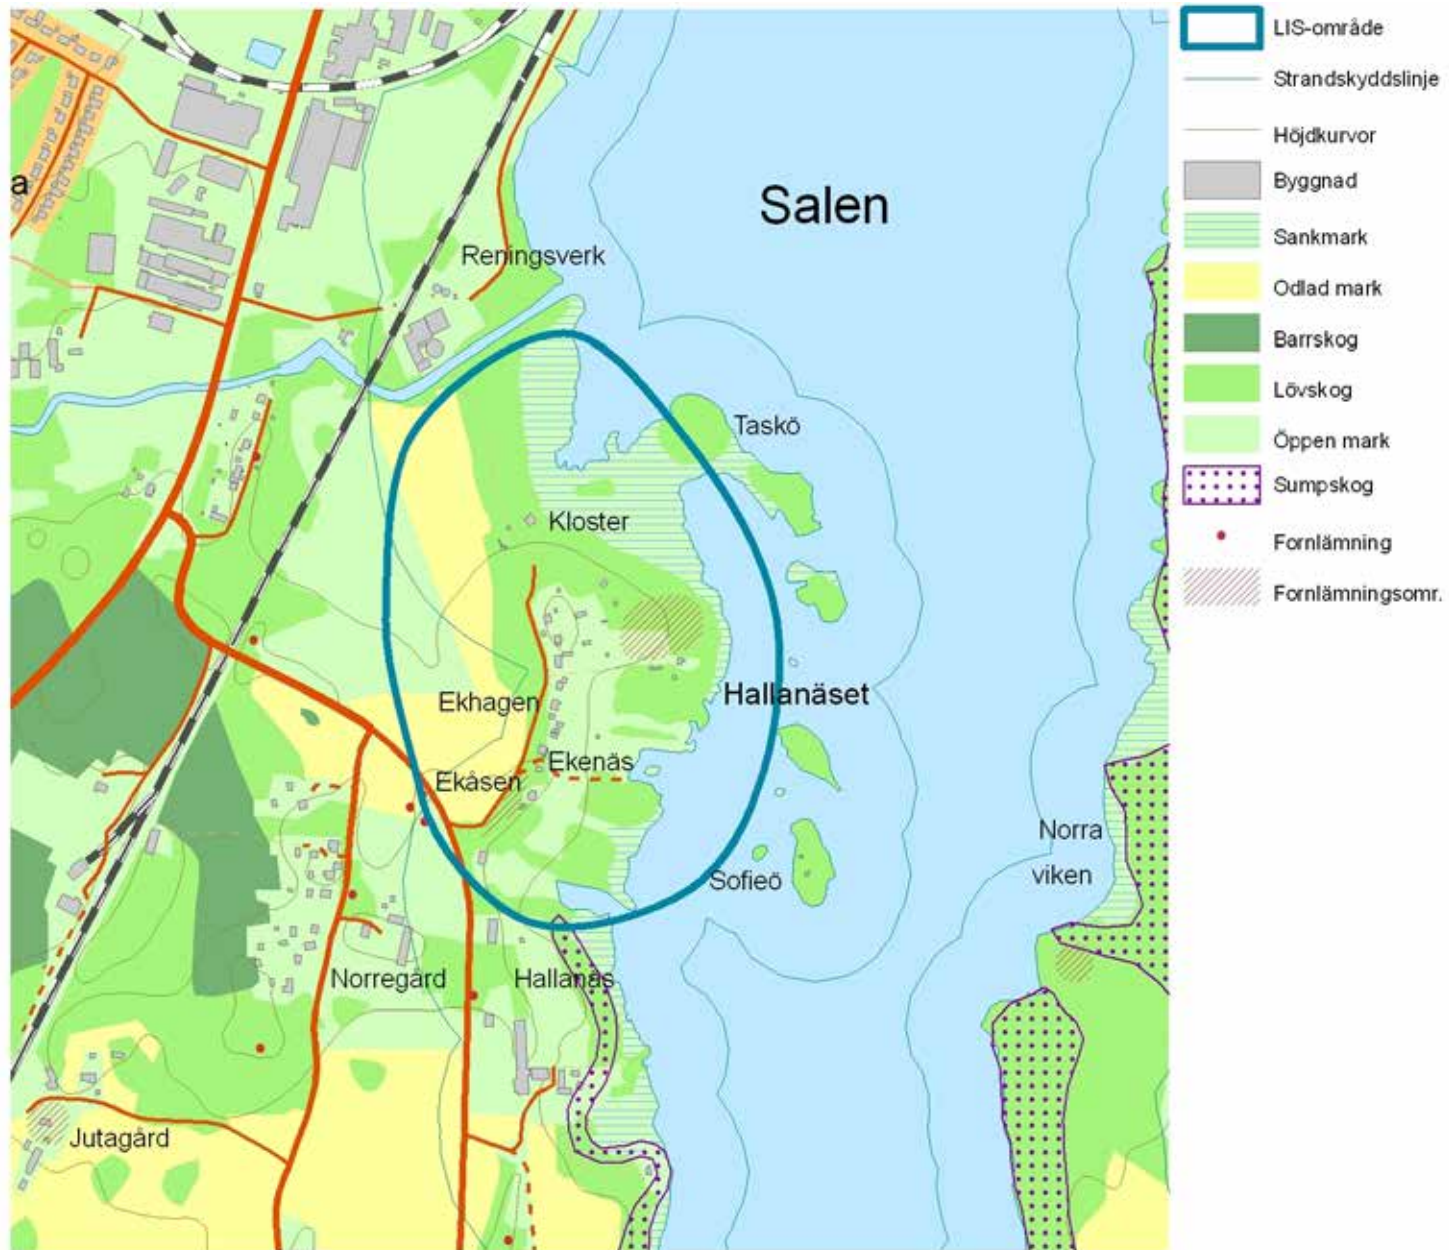 a
Salen
Reningsverk
Taskö
Kloster
Ekhagen
Hallanäset
Ekenäs
Ekåsen
Norra
viken
Sofieö
Norregård
Hallanäs
Jutagård
LIS-område
Strandskyddslinje
Höjdkurvor
Byggnad
Sankmark
Odlad mark
Barrskog
Lövskog
Öppen mark
Sumpskog
Fornlämning
Fornlämningsomr.